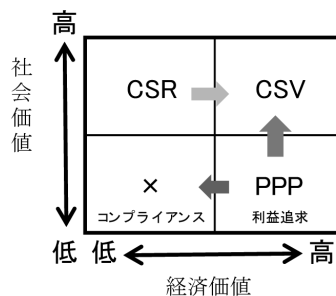 高
社会価値
CSR
CSV
×
PPP
コンプライアンス
利益追求
低
低
高
経済価値